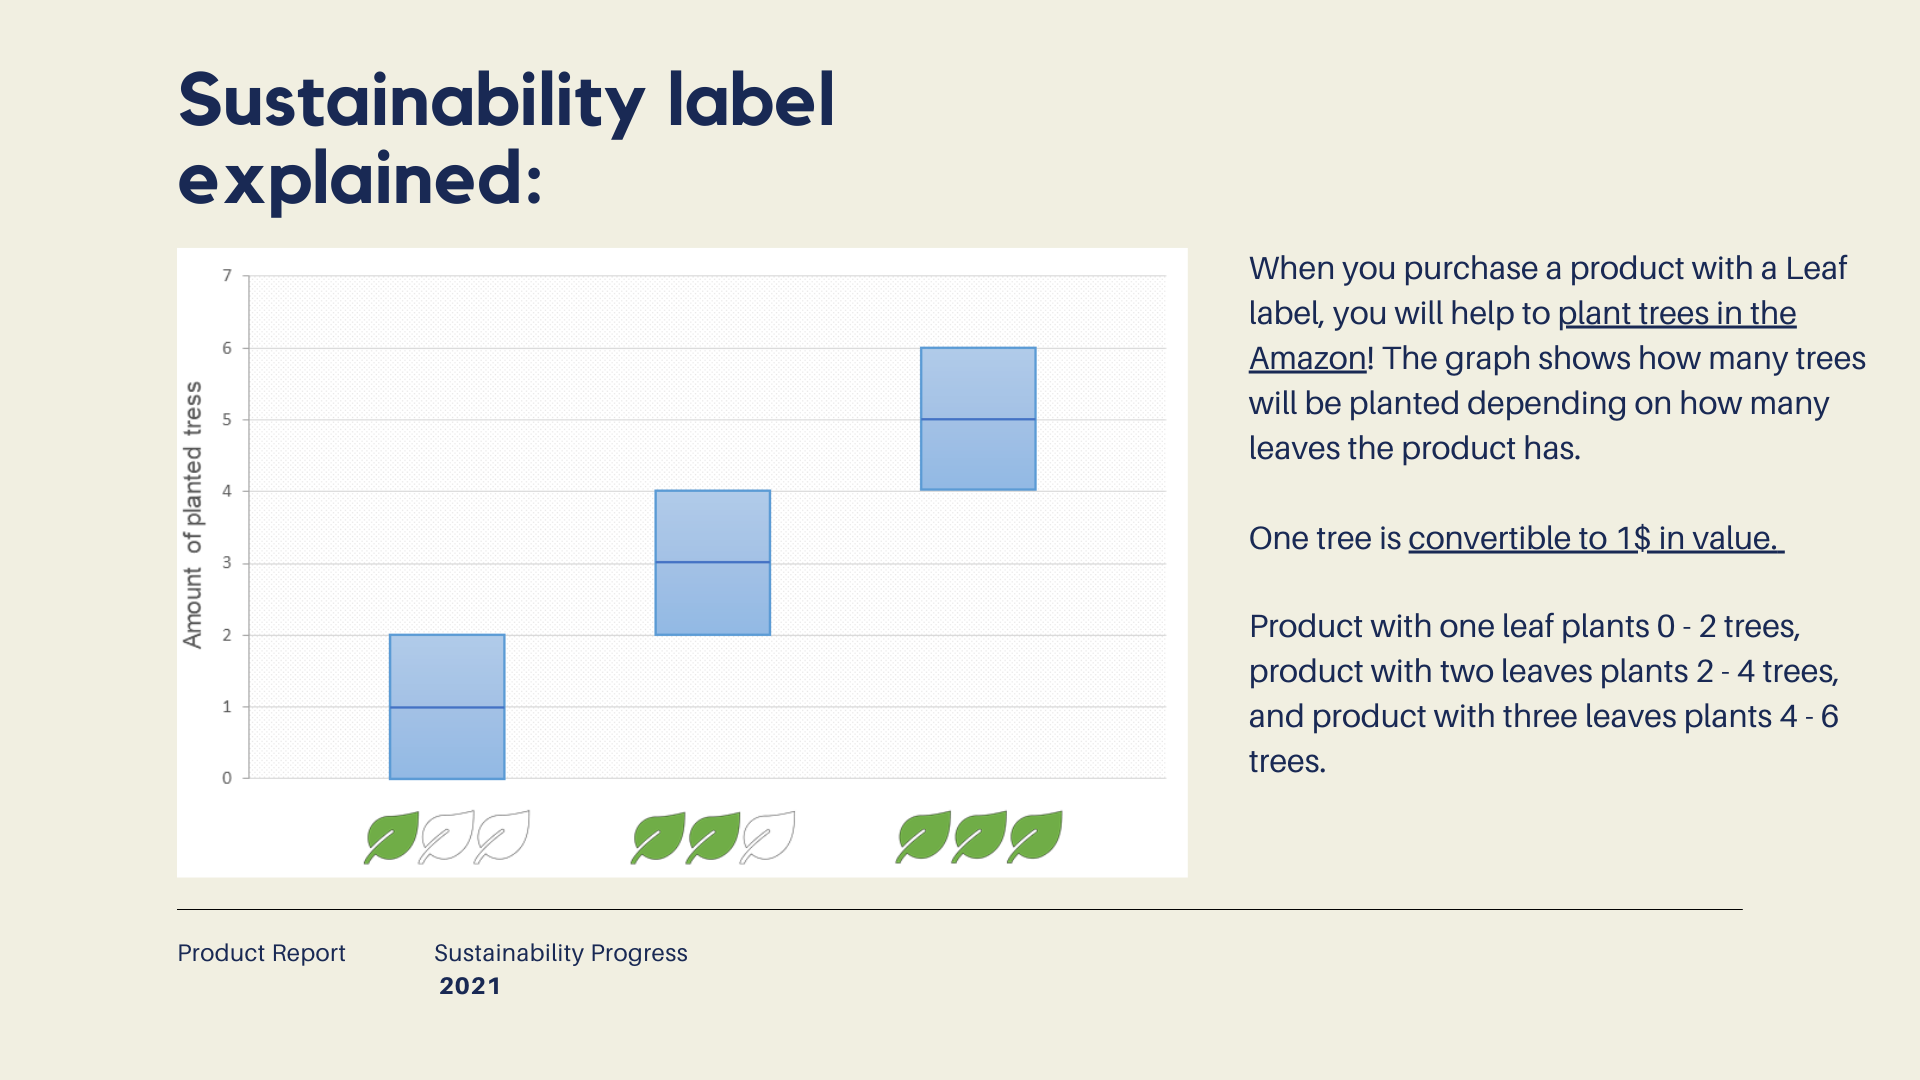 Sustainability label
explained:
7
6
5
4
3
2
1
0
Amount of planted tress
When you purchase a product with a Leaf
label, you will help to plant trees in the
Amazon! The graph shows how many trees
will be planted depending on how many
leaves the product has.
One tree is convertible to 1$ in value.
Product with one leaf plants 0 - 2 trees,
product with two leaves plants 2 - 4 trees,
and product with three leaves plants 4 - 6
trees.
Product Report
Sustainability Progress
2021